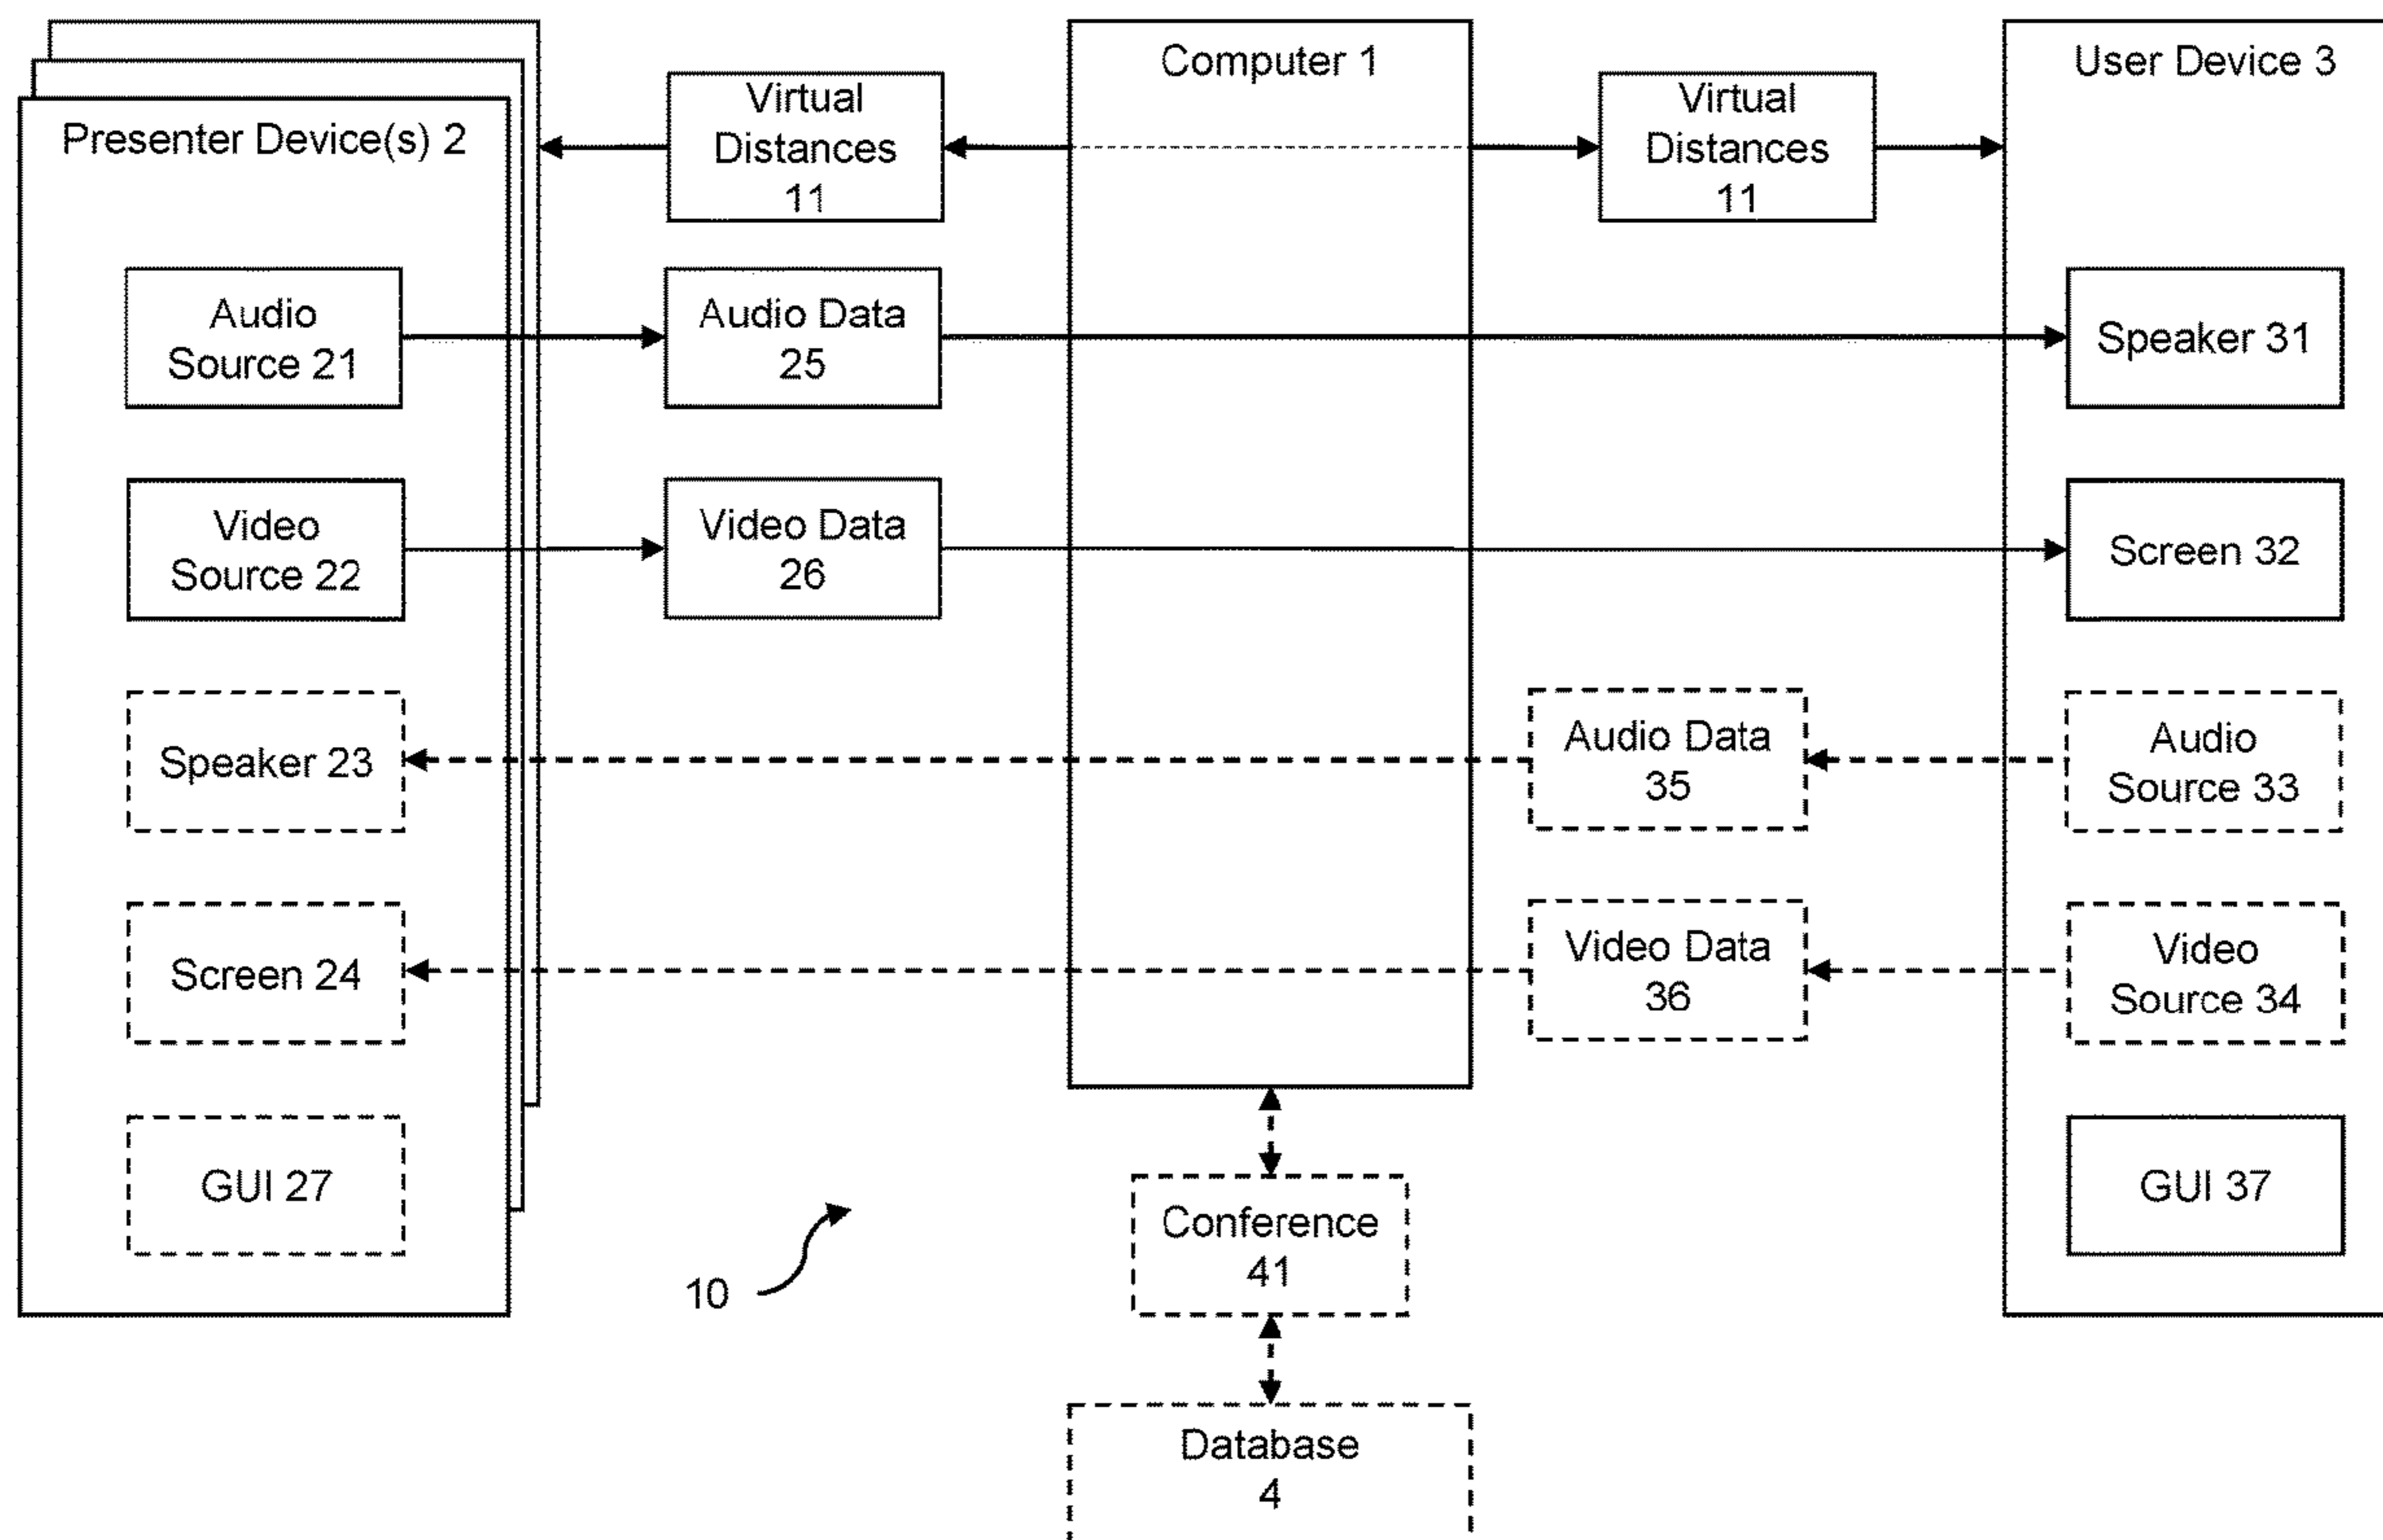 Presenter Device(s) 2
Virtual
Distances
11
Computer 1
Virtual
Distances
11
User Device 3
Audio
Source 21
Audio Data
25
Speaker 31
Video
Source 22
Video Data
26
Screen 32
Speaker 23
Audio Data
35
Audio
Source 33
Screen 24
Video Data
36
Video
Source 34
GUI 27
10
Conference
41
GUI 37
Database
4